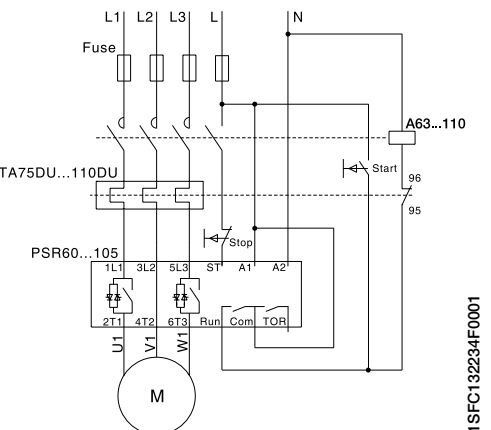 L1 L2 L3 L N
Fuse
A63...110
TA75DU...110DU
Start
96
95
Stop
PSR60...105
1L1 3L2 5L3 ST A1 A2
2T1 4T2 6T3 Run Com TOR
U1 V1 W1
M
1SFC132234F0001